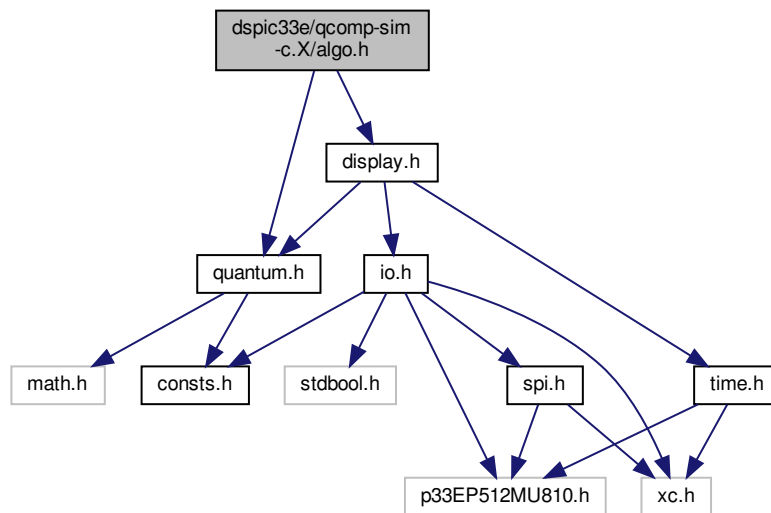 dspic33e/qcomp-sim
-c.X/algo.h
display.h
quantum.h
io.h
math.h
consts.h
stdbool.h
spi.h
time.h
p33EP512MU810.h
xc.h